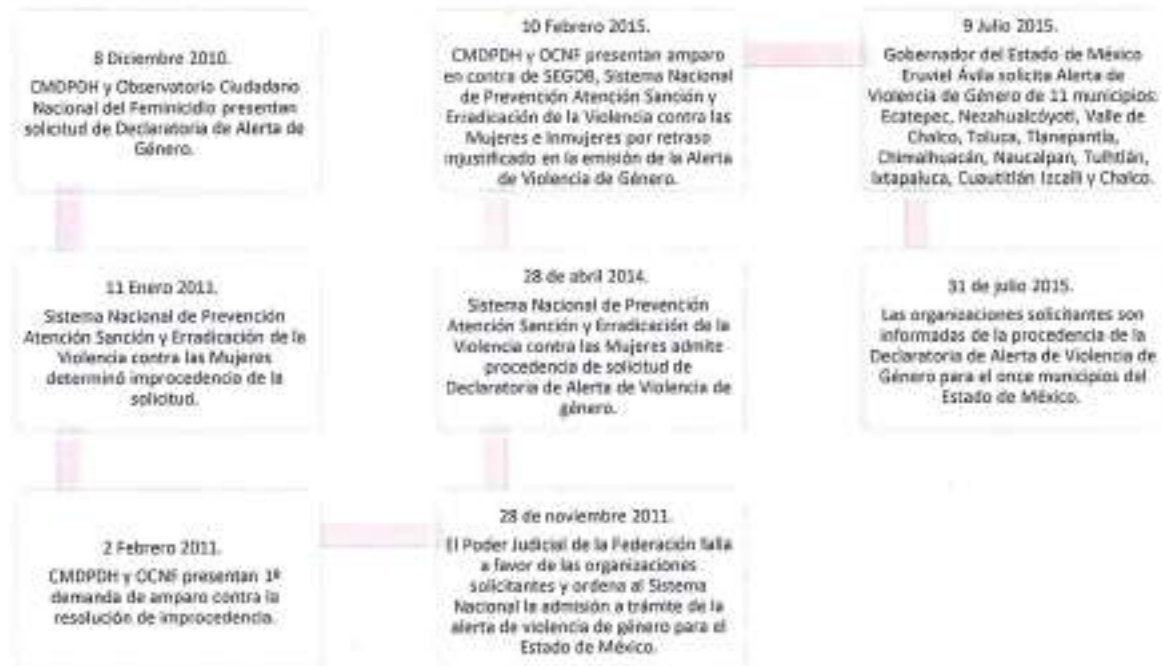 8 Diciembre 2010.
CMDPDH y Observatorio Ciudadano
Nacional del Feminicidio presentan
solicitud de Declaratoria de Alerta de
Género.
11 Enero 2011.
Sistema Nacional de Prevención
Atención Sanción y Erradicación de la
Violencia contra las Mujeres
determinó improcedencia de la
solicitud.
2 Febrero 2011.
CMDPDH y OCNF presentan 1ª
demanda de amparo contra la
resolución de improcedencia.
28 de noviembre 2011.
El Poder Judicial de la Federación falla
a favor de las organizaciones
solicitantes y ordena al Sistema
Nacional la admisión a trámite de la
alerta de violencia de género para el
Estado de México.
28 de abril 2014.
Sistema Nacional de Prevención
Atención Sanción y Erradicación de la
Violencia contra las Mujeres admite
procedencia de solicitud de
Declaratoria de Alerta de Violencia de
género.
10 Febrero 2015.
CMDPDH y OCNF presentan amparo
en contra de SEGOB, Sistema Nacional
de Prevención Atención Sanción y
Erradicación de la Violencia contra las
Mujeres e Inmujeres por retraso
injustificado en la emisión de la Alerta
de Violencia de Género.
9 Julio 2015.
Gobernador del Estado de México
Eruviel Ávila solicita Alerta de
Violencia de Género de 11 municipios:
Ecatepec, Nezahualcóyotl, Valle de
Chalco, Toluca, Tlanepantla,
Chimalhuacán, Naucalpan, Tultitlán,
Ixtapaluca, Cuautitlán Izcalli y Chalco.
31 de julio 2015.
Las organizaciones solicitantes son
informadas de la procedencia de la
Declaratoria de Alerta de Violencia de
Género para el once municipios del
Estado de México.